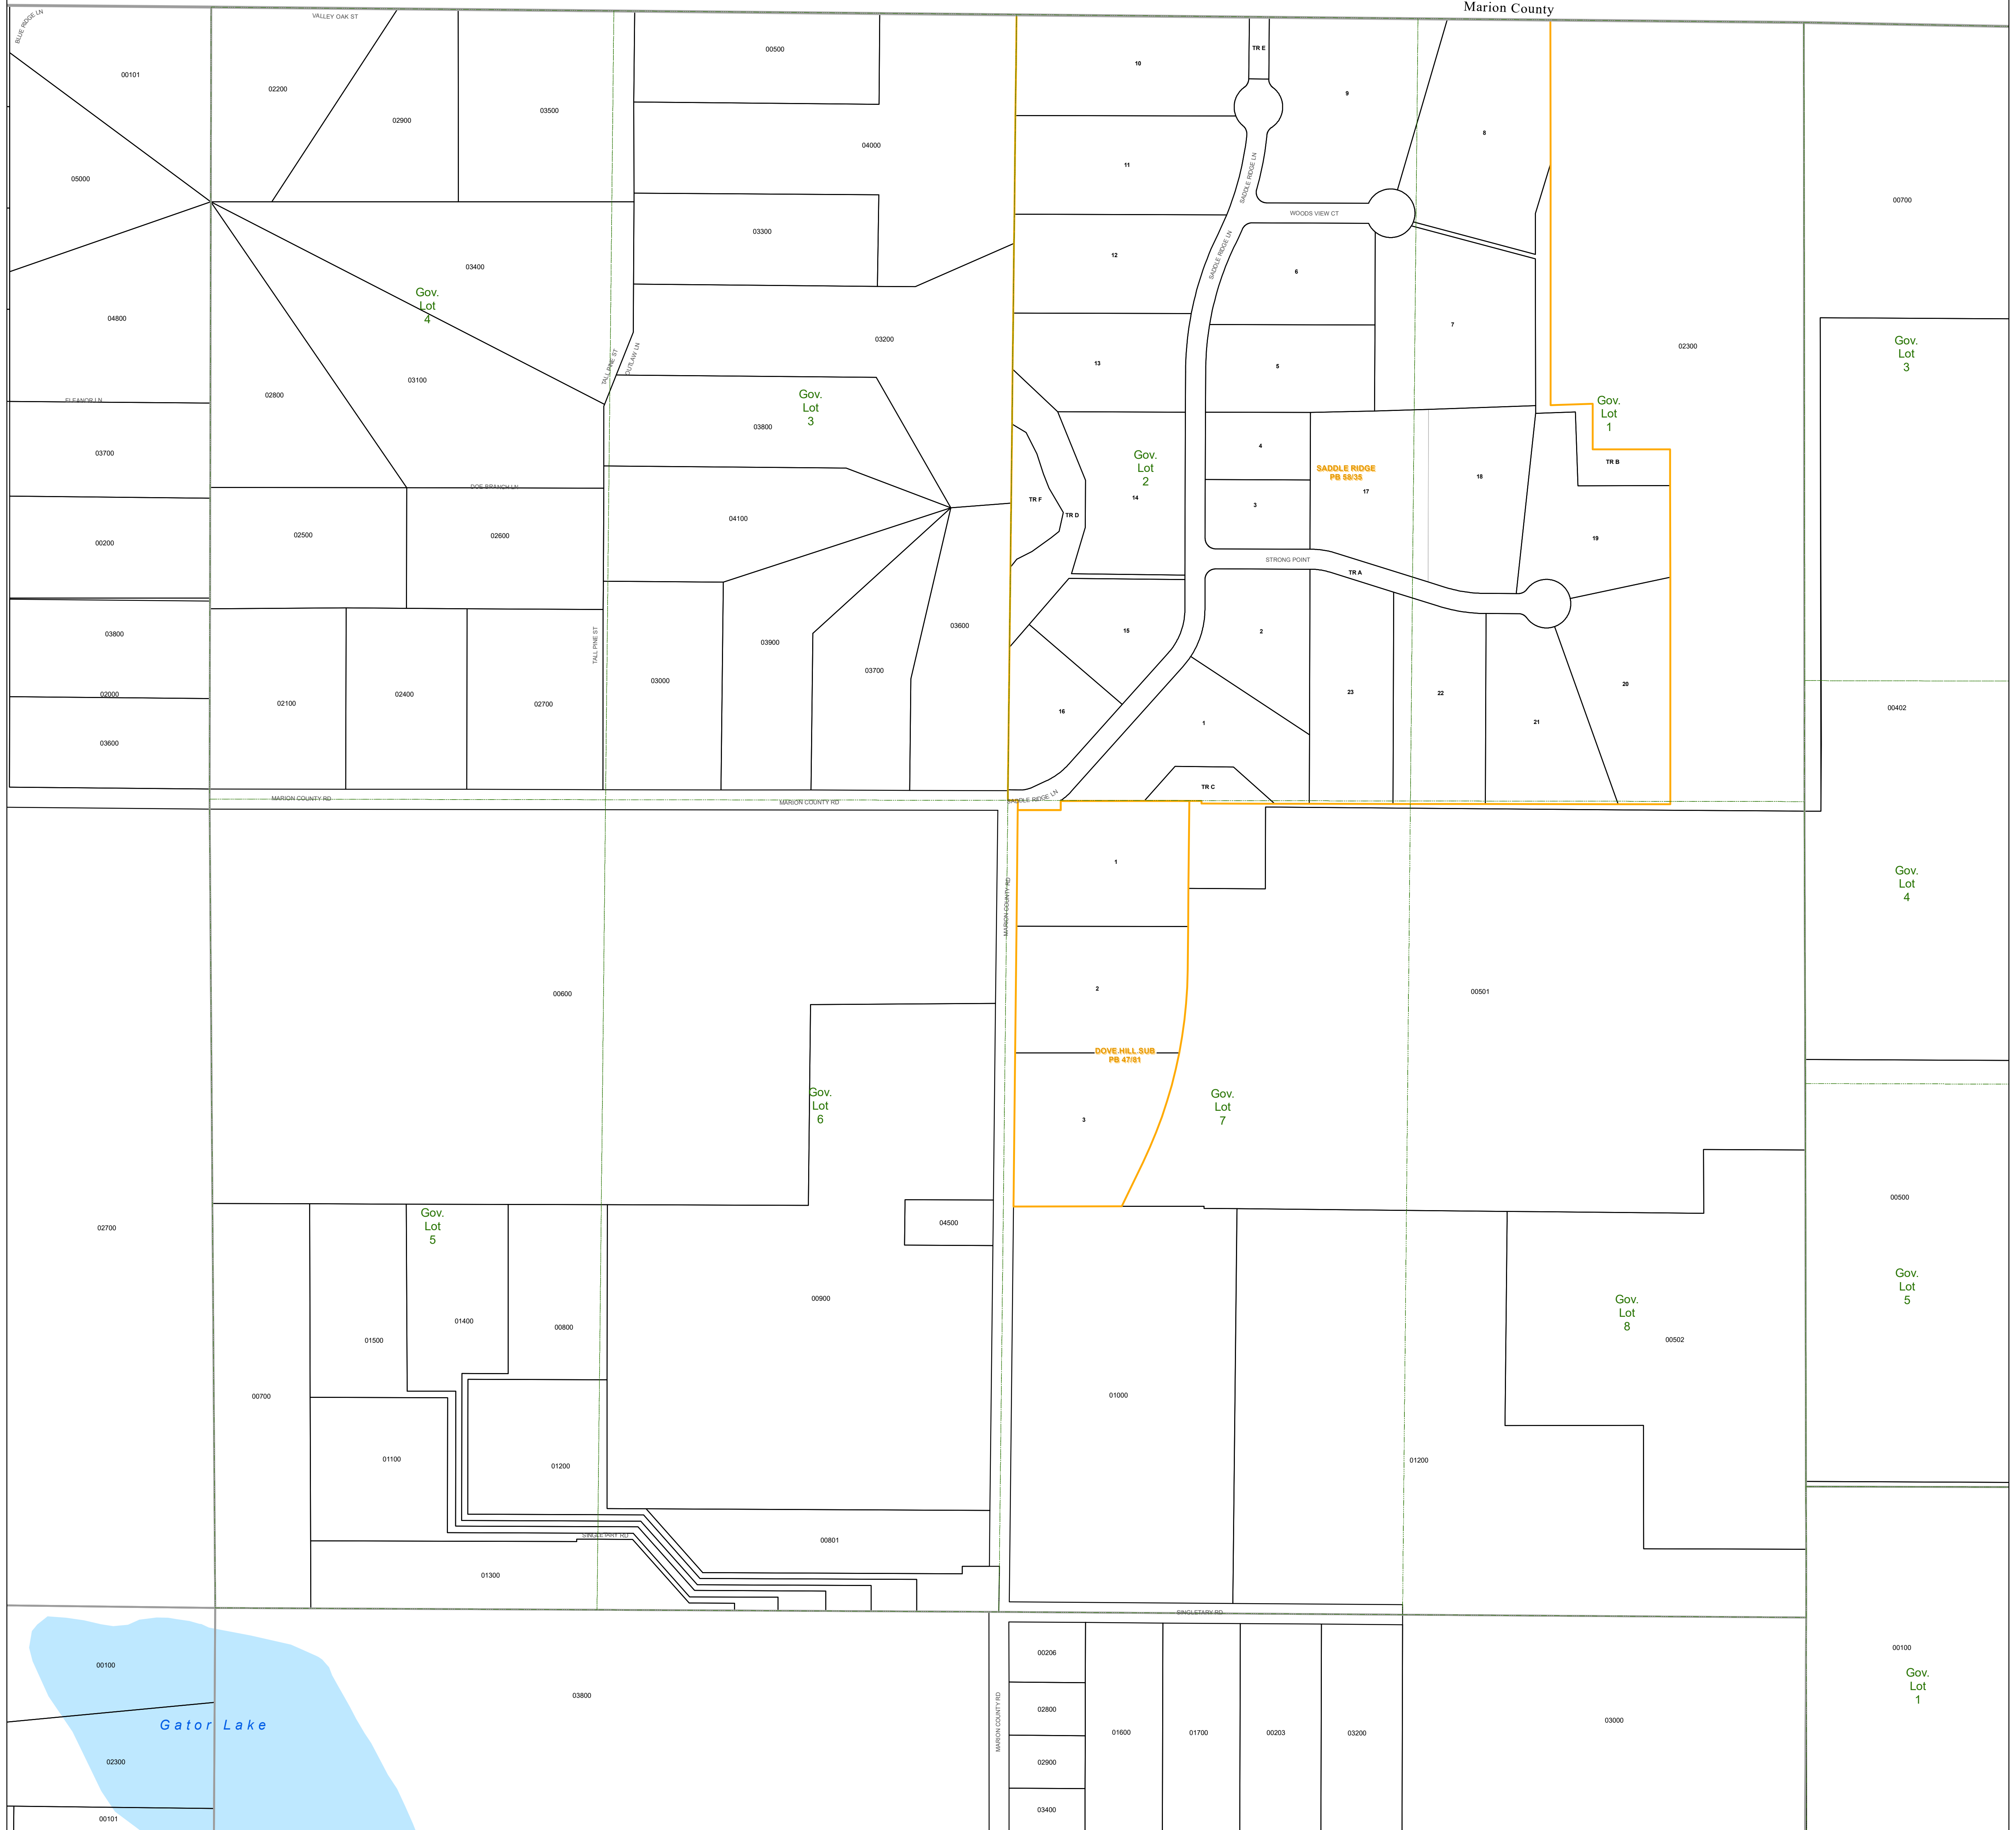 Marion County
BLUE RIDGE LN
VALLEY OAK ST
00101
02200
02900
03500
00500
04000
10
TR E
9
8
11
05000
SADDLE RIDGE LN
00700
WOODS VIEW CT
03300
12
SADDLE RIDGE LN
6
03400
Gov.
Lot
4
04800
7
5
13
TALL PINE ST
OUTLAW LN
03200
02300
Gov.
Lot
3
03100
02800
ELEANOR LN
Gov.
Lot
3
Gov.
Lot
1
03800
03700
4
Gov.
Lot
2
SADDLE RIDGE
PB 58/35
TR B
18
17
14
3
TR F
TR D
DOE BRANCH LN
04100
02500
02600
00200
19
STRONG POINT
TR A
03800
TALL PINE ST
03600
15
2
03900
03700
03000
02000
02100
02400
02700
03600
16
1
23
22
21
20
00402
TR C
MARION COUNTY RD
MARION COUNTY RD
SADDLE RIDGE LN
1
MARION COUNTY RD
Gov.
Lot
4
00600
2
00501
DOVE HILL SUB
PB 47/81
Gov.
Lot
6
3
Gov.
Lot
7
02700
Gov.
Lot
5
04500
00500
Gov.
Lot
5
00900
Gov.
Lot
8
00502
01500
01400
00800
00700
01000
01100
01200
01200
SINGLETARY RD
00801
01300
SINGLETARY RD
00100
Gov.
Lot
1
00206
00100
03800
Gator Lake
MARION COUNTY RD
02800
01600
01700
00203
03200
03000
02300
02900
03400
00101